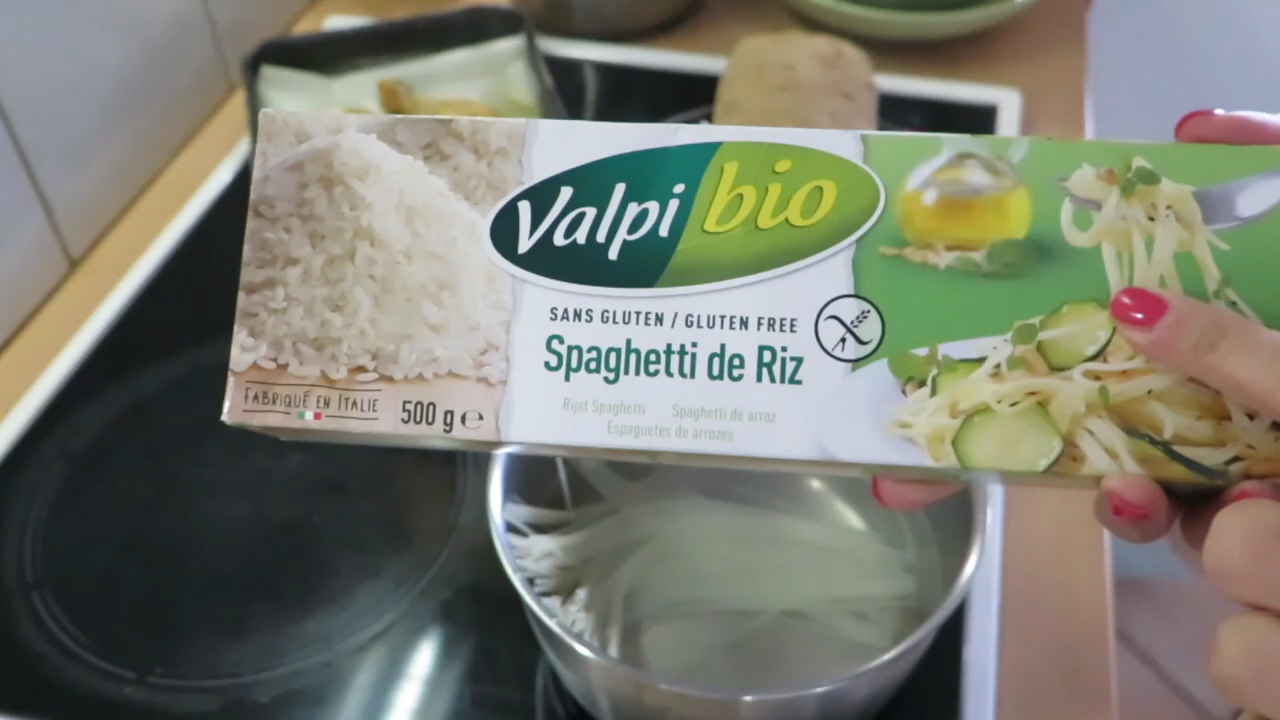 Valpi bio
SANS GLUTEN / GLUTEN FREE
Spaghetti de Riz
Rijst Spaghetti Spaghetti de arroz
Espaguetes de arrozes
FABRIQUÉ EN ITALIE
500 g ℮